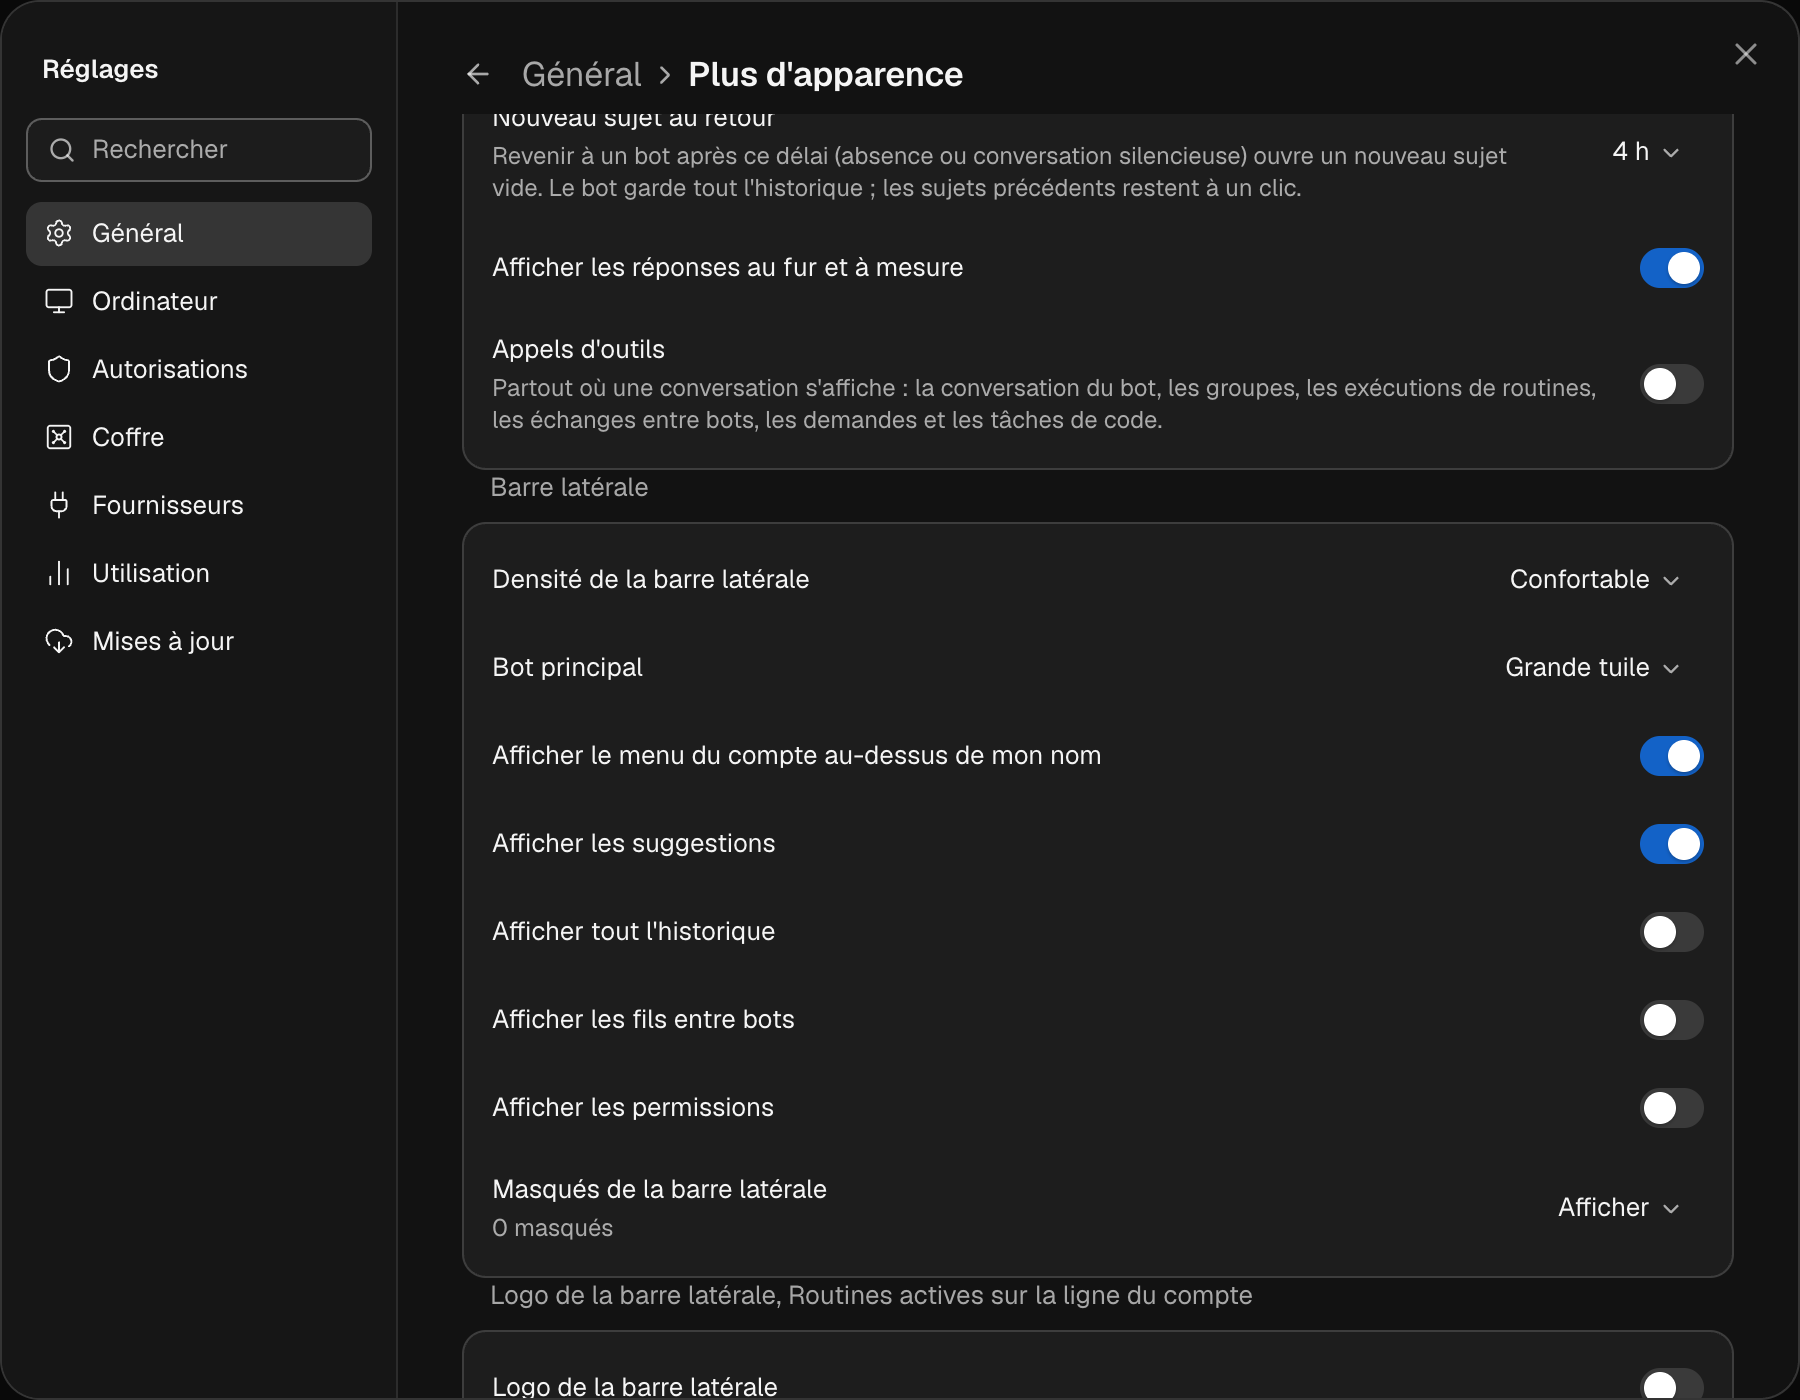 Réglages
Rechercher
Général
Ordinateur
Autorisations
Coffre
Fournisseurs
Utilisation
Mises à jour
Général > Plus d'apparence
Nouveau sujet au retour
Revenir à un bot après ce délai (absence ou conversation silencieuse) ouvre un nouveau sujet
vide. Le bot garde tout l'historique ; les sujets précédents restent à un clic.
4 h
Afficher les réponses au fur et à mesure
Appels d'outils
Partout où une conversation s'affiche : la conversation du bot, les groupes, les exécutions de routines,
les échanges entre bots, les demandes et les tâches de code.
Barre latérale
Densité de la barre latérale
Confortable
Bot principal
Grande tuile
Afficher le menu du compte au-dessus de mon nom
Afficher les suggestions
Afficher tout l'historique
Afficher les fils entre bots
Afficher les permissions
Masqués de la barre latérale
0 masqués
Afficher
Logo de la barre latérale, Routines actives sur la ligne du compte
Logo de la barre latérale